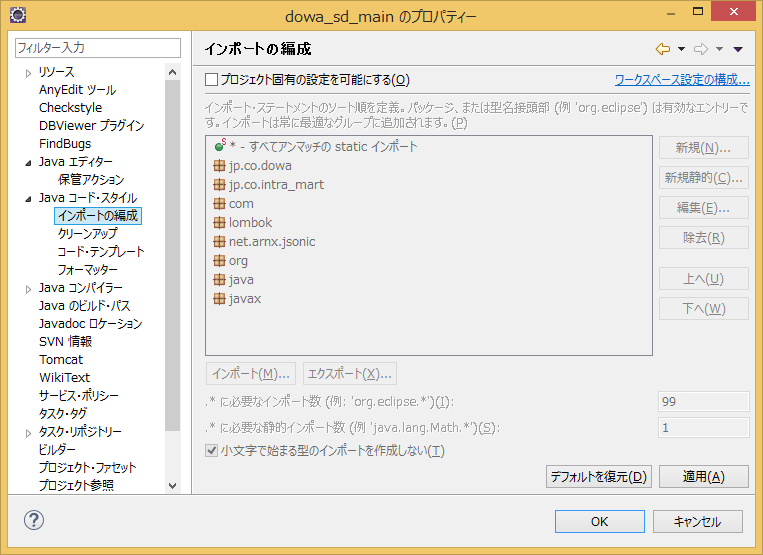 dowa_sd_main のプロパティー
フィルター入力
リソース
AnyEdit ツール
Checkstyle
DBViewer プラグイン
FindBugs
Java エディター
保管アクション
Java コード・スタイル
インポートの編成
クリーンアップ
コード・テンプレート
フォーマッター
Java コンパイラー
Java のビルド・パス
Javadoc ロケーション
SVN 情報
Tomcat
WikiText
サービス・ポリシー
タスク・タグ
タスク・リポジトリー
ビルダー
プロジェクト・ファセット
プロジェクト参照
インポートの編成
プロジェクト固有の設定を可能にする(O)
ワークスペース設定の構成...
インポート・ステートメントのソート順を定義。パッケージ、または型名接頭部 (例 'org.eclipse') は有効なエントリーで
す。インポートは常に最適なグループに追加されます。(P)
* - すべてアンマッチの static インポート
jp.co.dowa
jp.co.intra_mart
com
lombok
net.arnx.jsonic
org
java
javax
新規(N)...
新規静的(C)...
編集(E)...
除去(R)
上へ(U)
下へ(W)
インポート(M)...
エクスポート(X)...
.* に必要なインポート数 (例: 'org.eclipse.*')(I):
99
.* に必要な静的インポート数 (例 'java.lang.Math.*')(S):
1
小文字で始まる型のインポートを作成しない(T)
デフォルトを復元(D)
適用(A)
?
OK
キャンセル